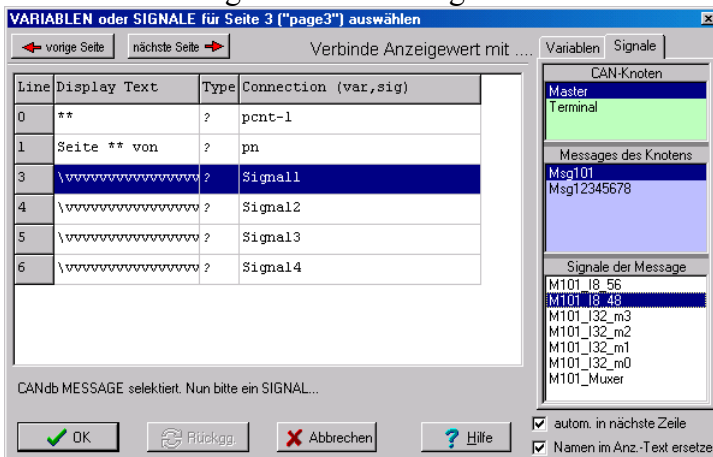 VARIABLEN oder SIGNALE für Seite 3 ("page3") auswählen
vorige Seite
nächste Seite
Verbinde Anzeigewert mit ....
Variablen Signale
Line Display Text Type Connection (var,sig)
0 ** ? pcnt-1
1 Seite ** von ? pn
3 \vvvvvvvvvvvvvvvvv ? Signal1
4 \vvvvvvvvvvvvvvvvv ? Signal2
5 \vvvvvvvvvvvvvvvvv ? Signal3
6 \vvvvvvvvvvvvvvvvv ? Signal4
CANdb MESSAGE selektiert. Nun bitte ein SIGNAL...
CAN-Knoten
Master
Terminal
Messages des Knotens
Msg101
Msg12345678
Signale der Message
M101_I8_56
M101_I8_48
M101_I32_m3
M101_I32_m2
M101_I32_m1
M101_I32_m0
M101_Muxer
OK
Rückgg.
Abbrechen
? Hilfe
autom. in nächste Zeile
Namen im Anz.-Text ersetze